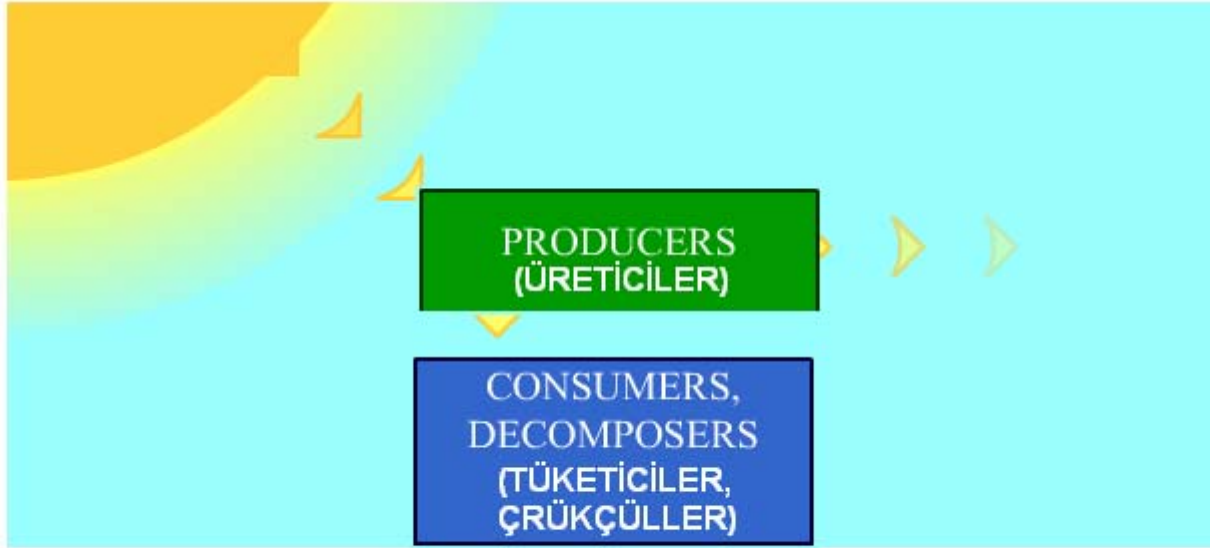 PRODUCERS
(ÜRETİCİLER)
CONSUMERS,
DECOMPOSERS
(TÜKETİCİLER,
ÇRÜKÇÜLLER)